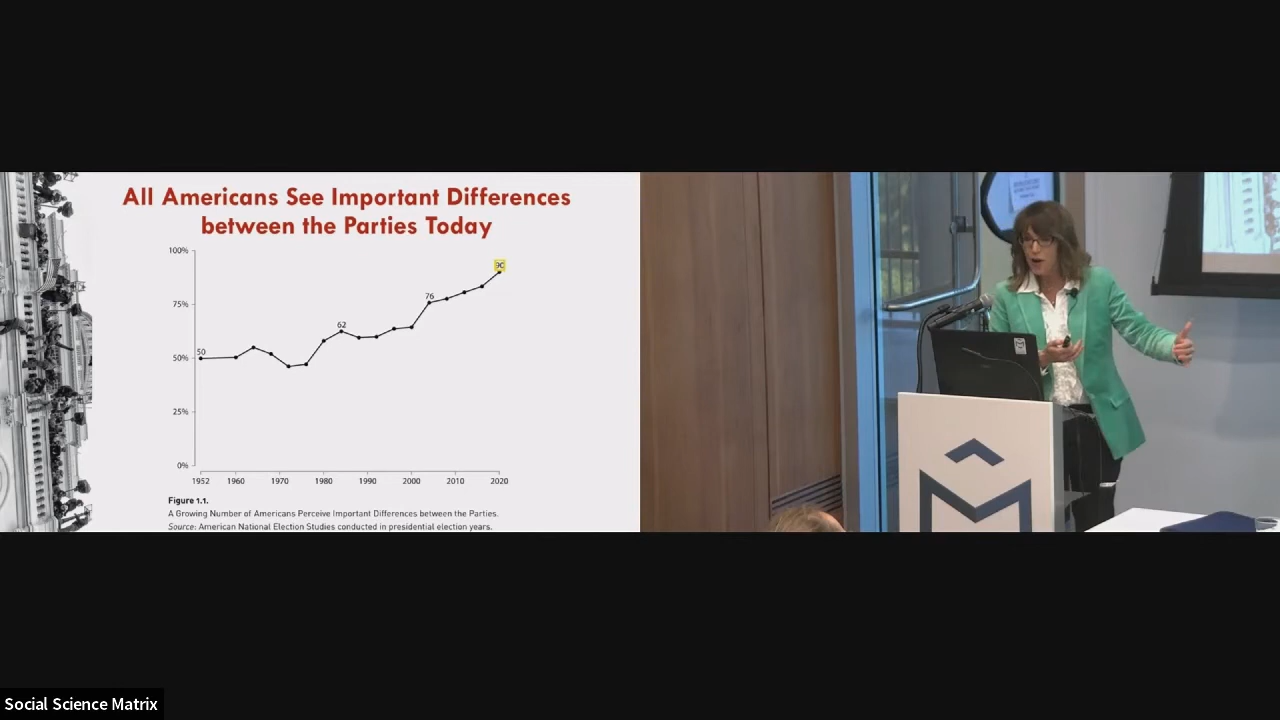 All Americans See Important Differences
between the Parties Today
100%
75%
50%
25%
0%
50
62
76
90
1952 1960 1970 1980 1990 2000 2010 2020
Figure 1.1.
A Growing Number of Americans Perceive Important Differences between the Parties.
Source: American National Election Studies conducted in presidential election years.
Social Science Matrix